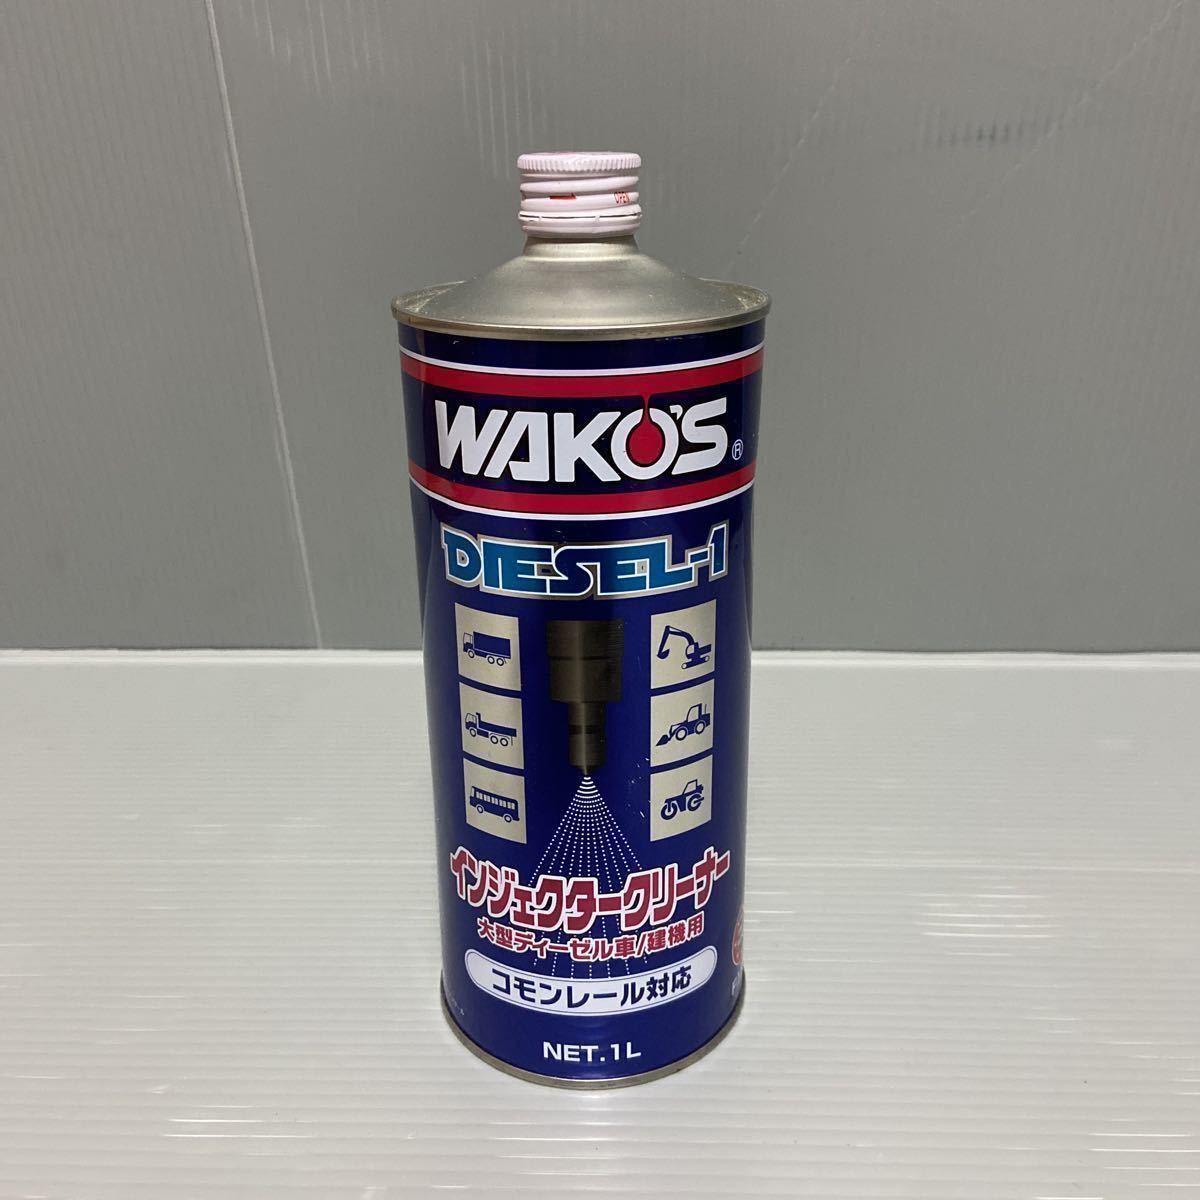 OPEN
WAKO'S®
DIESEL-1
インジェクタークリーナー
大型ディーゼル車/建機用
コモンレール対応
NET.1L